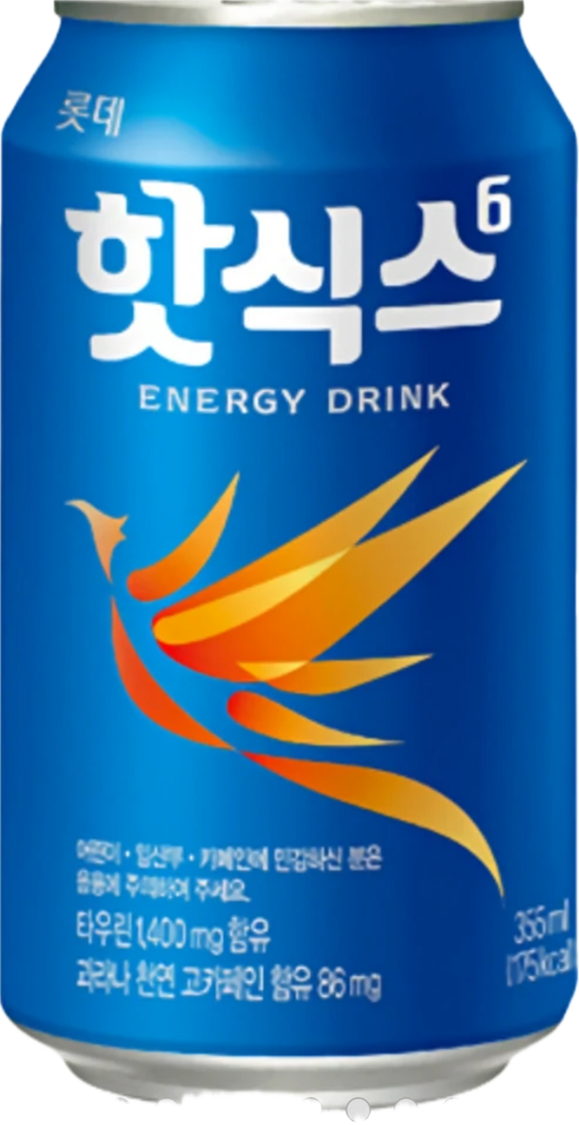 롯데
핫식스6
ENERGY DRINK
어린이 • 임산부 • 카페인에 민감하신 분은
음용에 주의하여 주세요.
타우린 1,400 mg 함유
과라나 천연 고카페인 함유 86 mg
355 ml
(175 kcal)